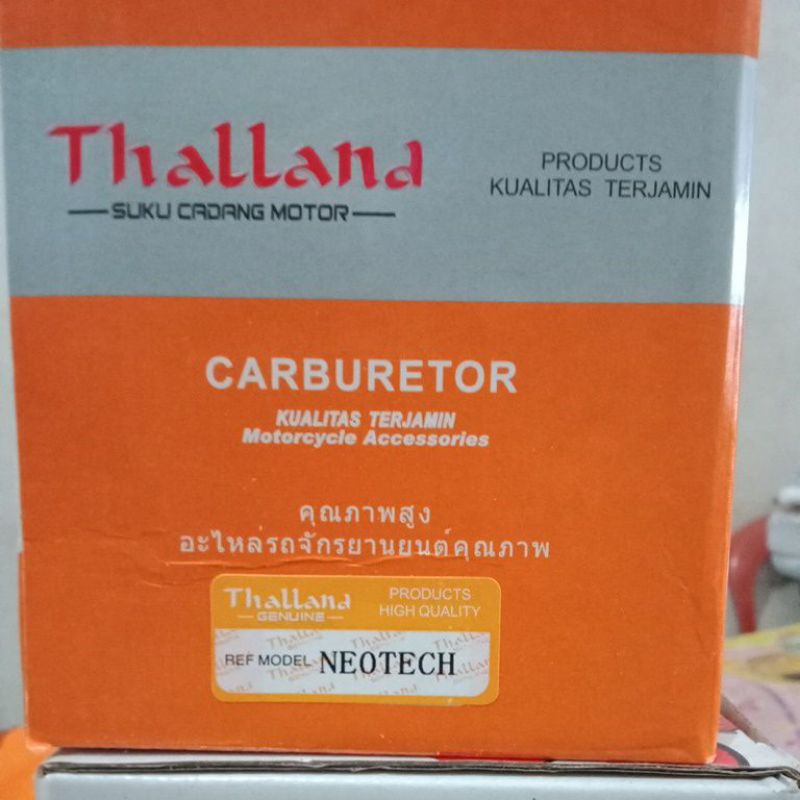 Thalland
SUKU CADANG MOTOR
PRODUCTS
KUALITAS TERJAMIN
CARBURETOR
KUALITAS TERJAMIN
Motorcycle Accessories
คุณภาพสูง
อะไหล่รถจักรยานยนต์คุณภาพ
Thalland
GENUINE
PRODUCTS
HIGH QUALITY
REF MODEL NEOTECH